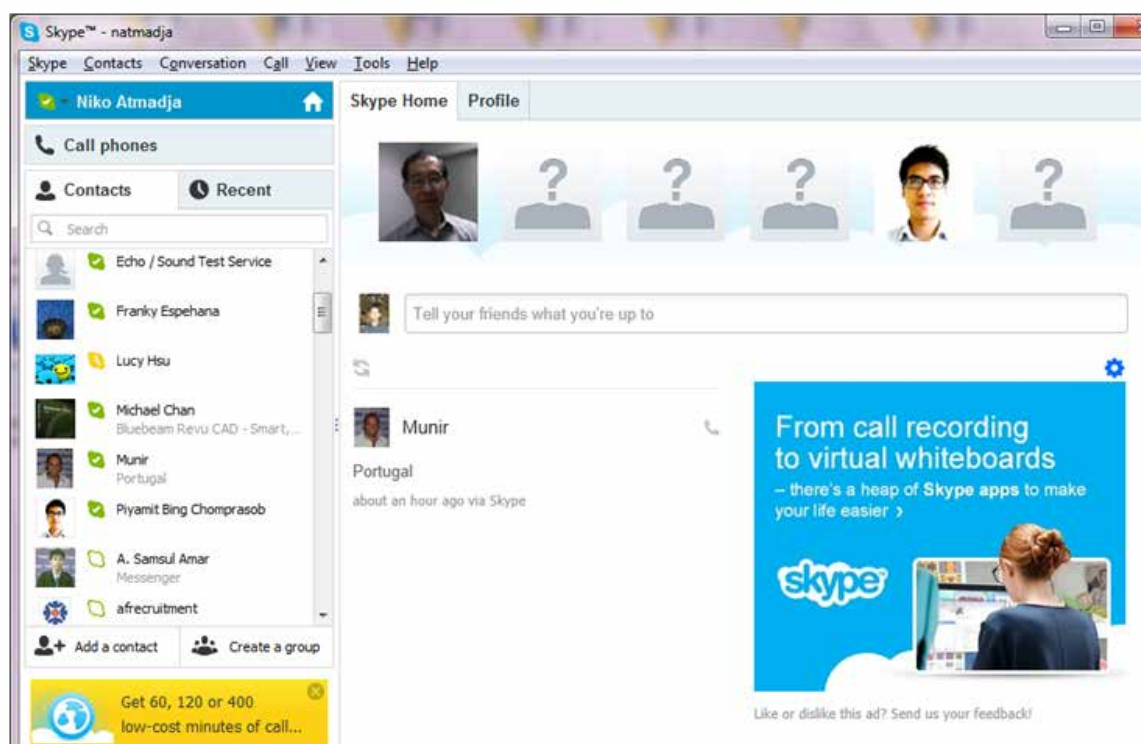 Skype™ - natmadja
Skype Contacts Conversation Call View Tools Help
Niko Atmadja
Call phones
Contacts Recent
Search
Echo / Sound Test Service
Franky Espehana
Lucy Hsu
Michael Chan
Bluebeam Revu CAD - Smart,...
Munir
Portugal
Piyamit Bing Chomprasob
A. Samsul Amar
Messenger
afrecruitment
Add a contact Create a group
Get 60, 120 or 400
low-cost minutes of call...
Skype Home Profile
? ? ? ?
Tell your friends what you're up to
Munir
Portugal
about an hour ago via Skype
From call recording
to virtual whiteboards
– there's a heap of Skype apps to make
your life easier ›
skype
Like or dislike this ad? Send us your feedback!